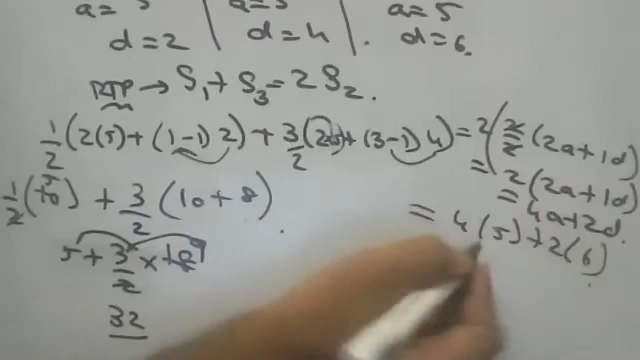 a=5 | a=5 | a=5
d=2 | d=4 | . d=6.
RTP → S₁+S₃=2S₂.
1/2(2(5)+(1-1)2)+3/2(2(5)+(3-1)4)=2(2/2(2a+1d)
=2(2a+1d)
1/2(10)+3/2(10+8)
=4a+2d.
=4(5)+2(6)
5+3/2×
32